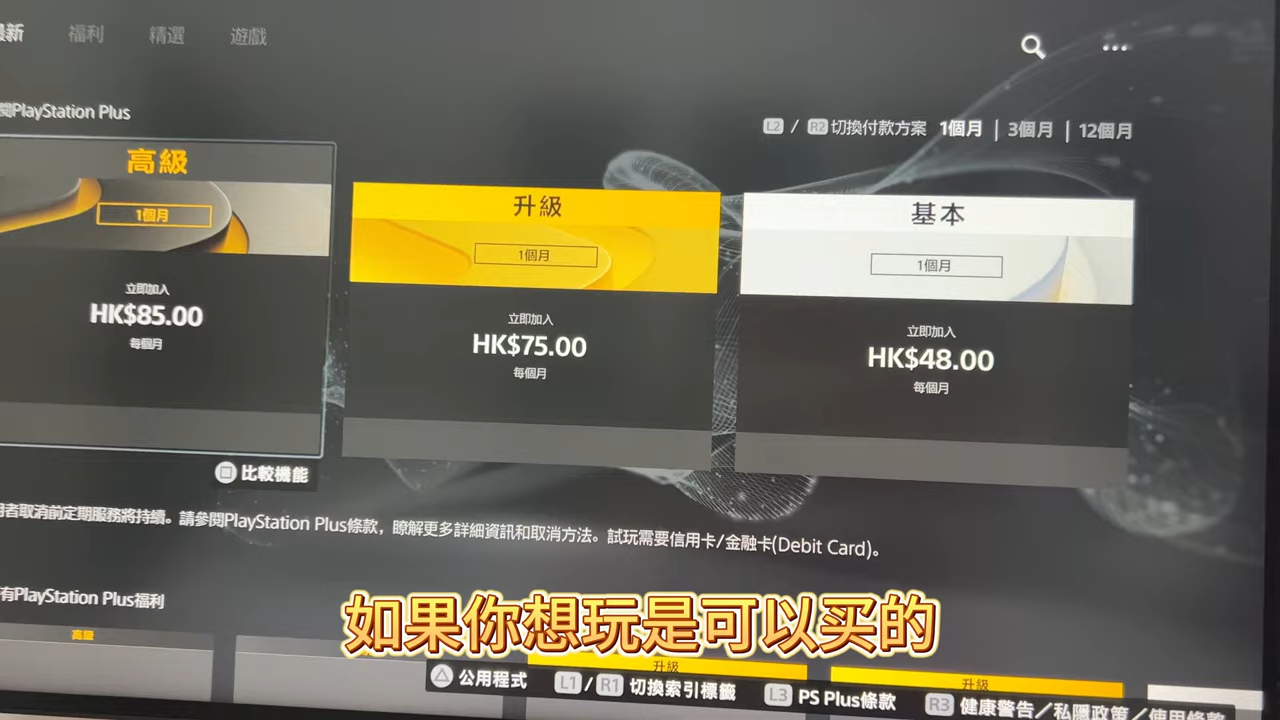 最新 福利 精選 遊戲
閱PlayStation Plus
L2 / R2 切換付款方案 1個月 | 3個月 | 12個月
高級
1個月
立即加入
HK$85.00
每個月
升級
1個月
立即加入
HK$75.00
每個月
基本
1個月
立即加入
HK$48.00
每個月
比較機能
用者取消前定期服務將持續。請參閱PlayStation Plus條款，瞭解更多詳細資訊和取消方法。試玩需要信用卡/金融卡(Debit Card)。
有PlayStation Plus福利
如果你想玩是可以买的
高級
升級
升級
公用程式 L1 / R1 切換索引標籤 L3 PS Plus條款 R3 健康警告／私隱政策／使用條款